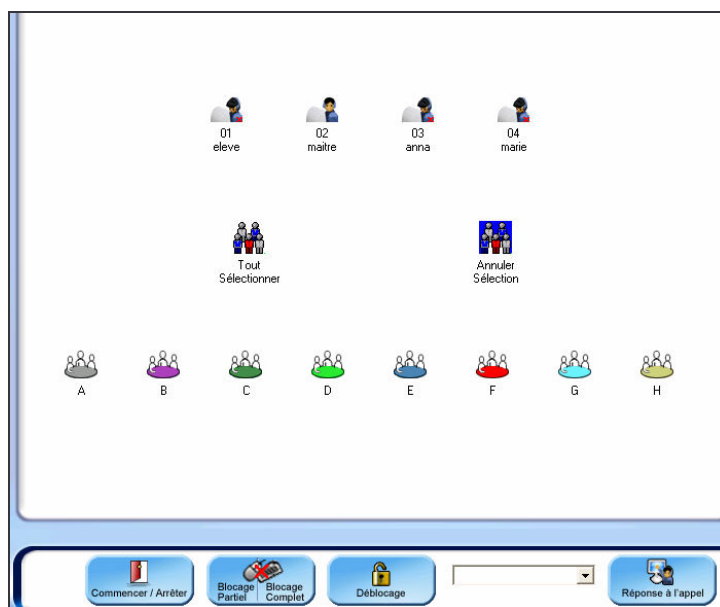 01 02 03 04
eleve maitre anna marie
Tout Annuler
Sélectionner Sélection
A B C D E F G H
Commencer / Arrêter
Blocage Partiel
Blocage Complet
Déblocage
Réponse à l'appel